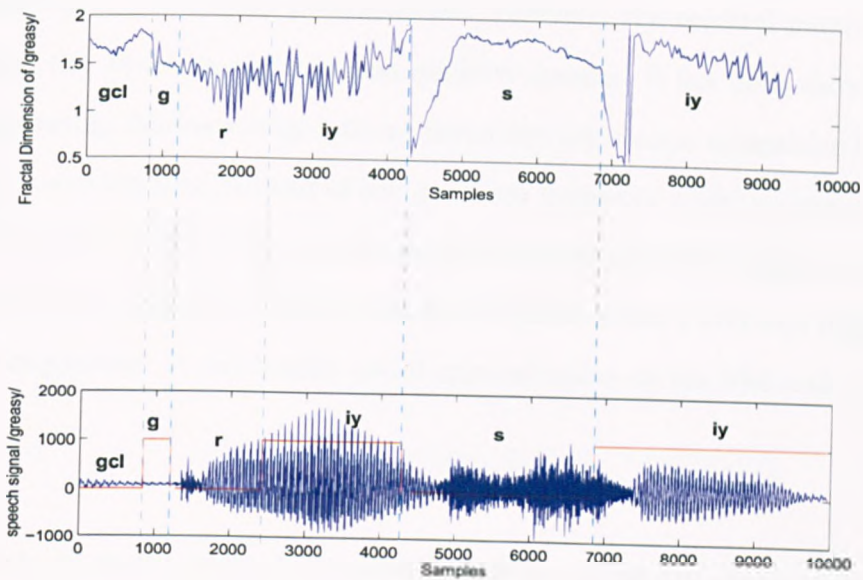 Fractal Dimension of /greasy/
2
1.5
1
0.5
gcl g r iy s iy
0 1000 2000 3000 4000 5000 6000 7000 8000 9000 10000
Samples
speech signal /greasy/
2000
1000
0
−1000
gcl g r iy s iy
0 1000 2000 3000 4000 5000 6000 7000 8000 9000 10000
Samples